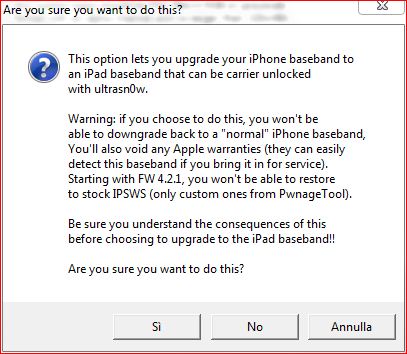 Are you sure you want to do this?
This option lets you upgrade your iPhone baseband to
an iPad baseband that can be carrier unlocked
with ultrasn0w.
Warning: if you choose to do this, you won't be
able to downgrade back to a "normal" iPhone baseband,
You'll also void any Apple warranties (they can easily
detect this baseband if you bring it in for service).
Starting with FW 4.2.1, you won't be able to restore
to stock IPSWS (only custom ones from PwnageTool).
Be sure you understand the consequences of this
before choosing to upgrade to the iPad baseband!!
Are you sure you want to do this?
Sì
No
Annulla